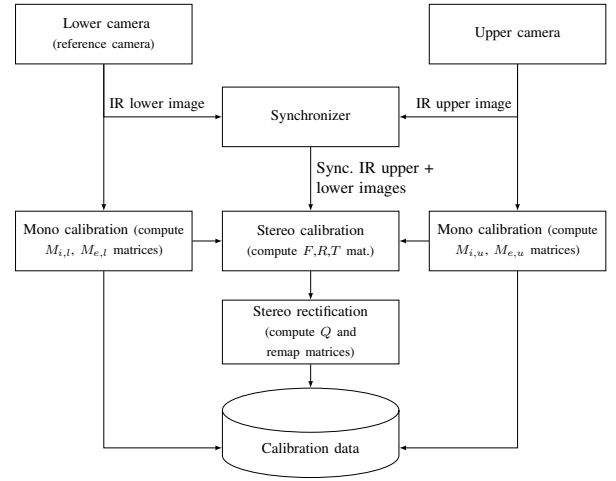 Lower camera
(reference camera)
Upper camera
IR lower image
Synchronizer
IR upper image
Sync. IR upper +
lower images
Mono calibration (compute
M_{i,l}, M_{e,l} matrices)
Stereo calibration
(compute F,R,T mat.)
Mono calibration (compute
M_{i,u}, M_{e,u} matrices)
Stereo rectification
(compute Q and
remap matrices)
Calibration data